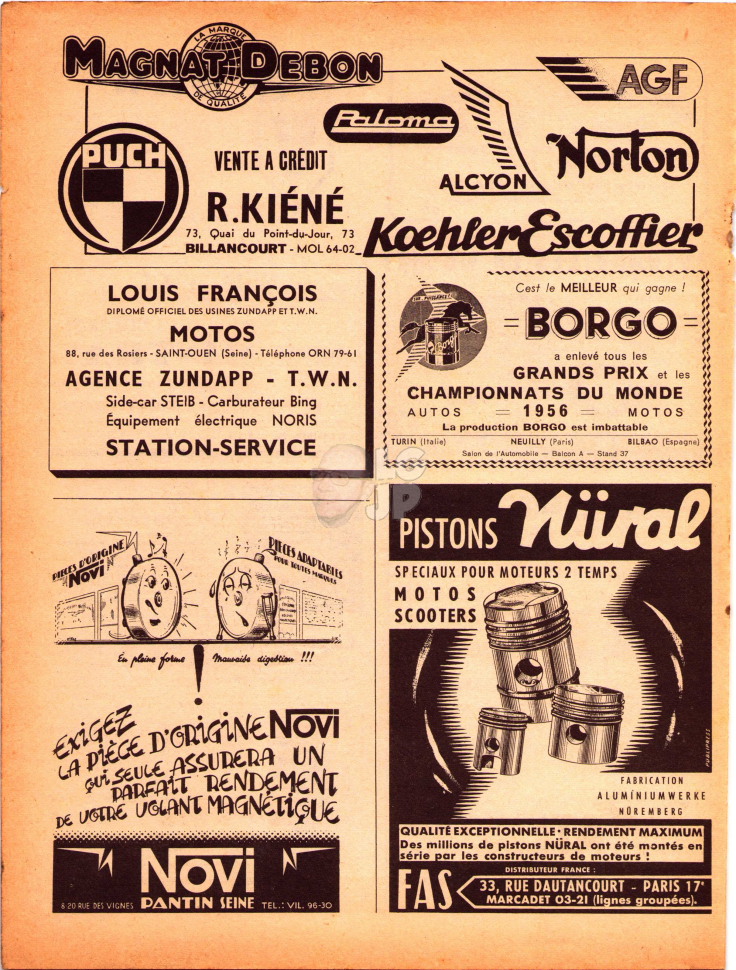 LA MARQUE
MAGNAT-DEBON
DE QUALITÉ
AGF
Paloma
ALCYON
Norton
PUCH
VENTE A CRÉDIT
R. KIÉNÉ
73, Quai du Point-du-Jour, 73
BILLANCOURT - MOL 64-02
Koehler Escoffier
LOUIS FRANÇOIS
DIPLOMÉ OFFICIEL DES USINES ZUNDAPP ET T.W.N.
MOTOS
88, rue des Rosiers - SAINT-OUEN (Seine) - Téléphone ORN 79-61
AGENCE ZUNDAPP - T.W.N.
Side-car STEIB - Carburateur Bing
Équipement électrique NORIS
STATION-SERVICE
Borgo
C'est le MEILLEUR qui gagne !
= BORGO =
a enlevé tous les
GRANDS PRIX et les
CHAMPIONNATS DU MONDE
AUTOS = 1956 = MOTOS
La production BORGO est imbattable
TURIN (Italie) NEUILLY (Paris) BILBAO (Espagne)
Salon de l'Automobile — Balcon A — Stand 37
LC
JP
PIÈCES D'ORIGINE
NOVI
PIÈCES ADAPTABLES
POUR TOUTES MARQUES
En pleine forme
Mauvaise digestion !!!
EXIGEZ
LA PIÈCE D'ORIGINE NOVI
QUI SEULE ASSURERA UN
PARFAIT RENDEMENT
DE VOTRE VOLANT MAGNÉTIQUE
NOVI
8-20 RUE DES VIGNES PANTIN SEINE TEL.: VIL. 96-30
PISTONS Nüral
SPECIAUX POUR MOTEURS 2 TEMPS
MOTOS
SCOOTERS
PUBLIPRESS
FABRICATION
ALUMÍNIUMWERKE
NÜREMBERG
QUALITÉ EXCEPTIONNELLE · RENDEMENT MAXIMUM
Des millions de pistons NÜRAL ont été montés en
série par les constructeurs de moteurs !
DISTRIBUTEUR FRANCE :
FAS
33, RUE DAUTANCOURT - PARIS 17e
MARCADET 03-21 (lignes groupées).